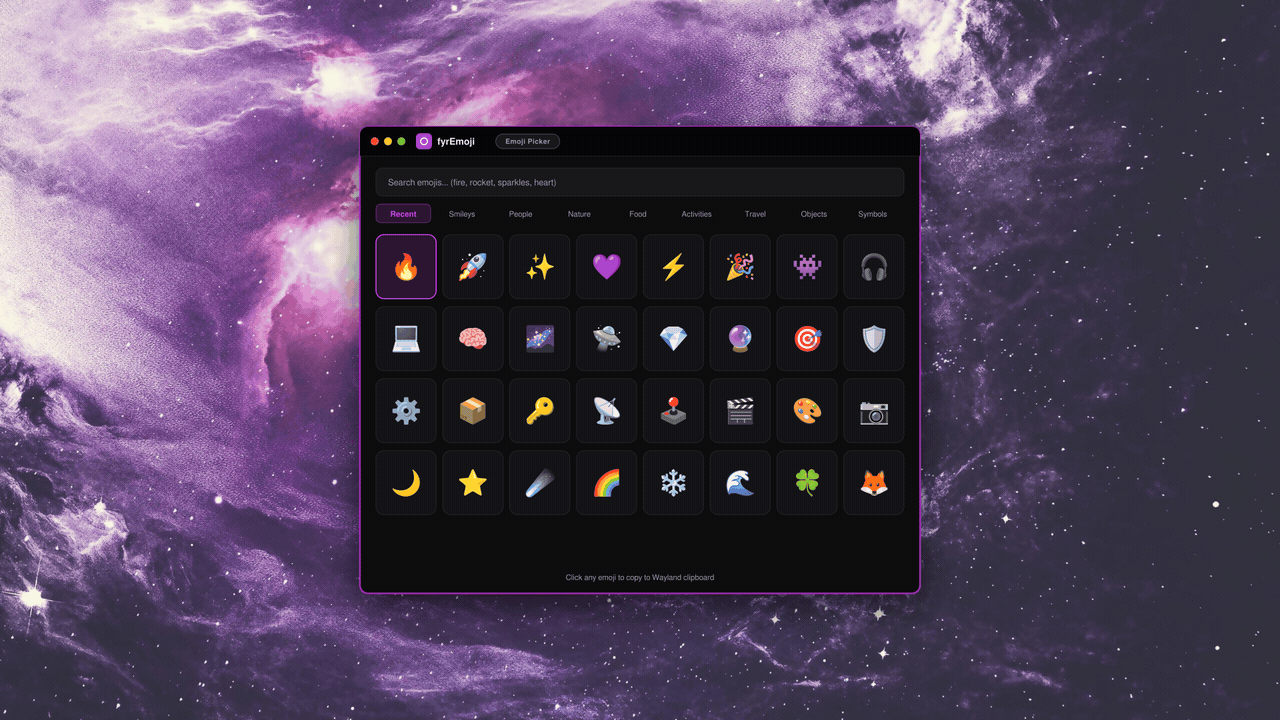 fyrEmoji Emoji Picker
Search emojis... (fire, rocket, sparkles, heart)
Recent Smileys People Nature Food Activities Travel Objects Symbols
Click any emoji to copy to Wayland clipboard